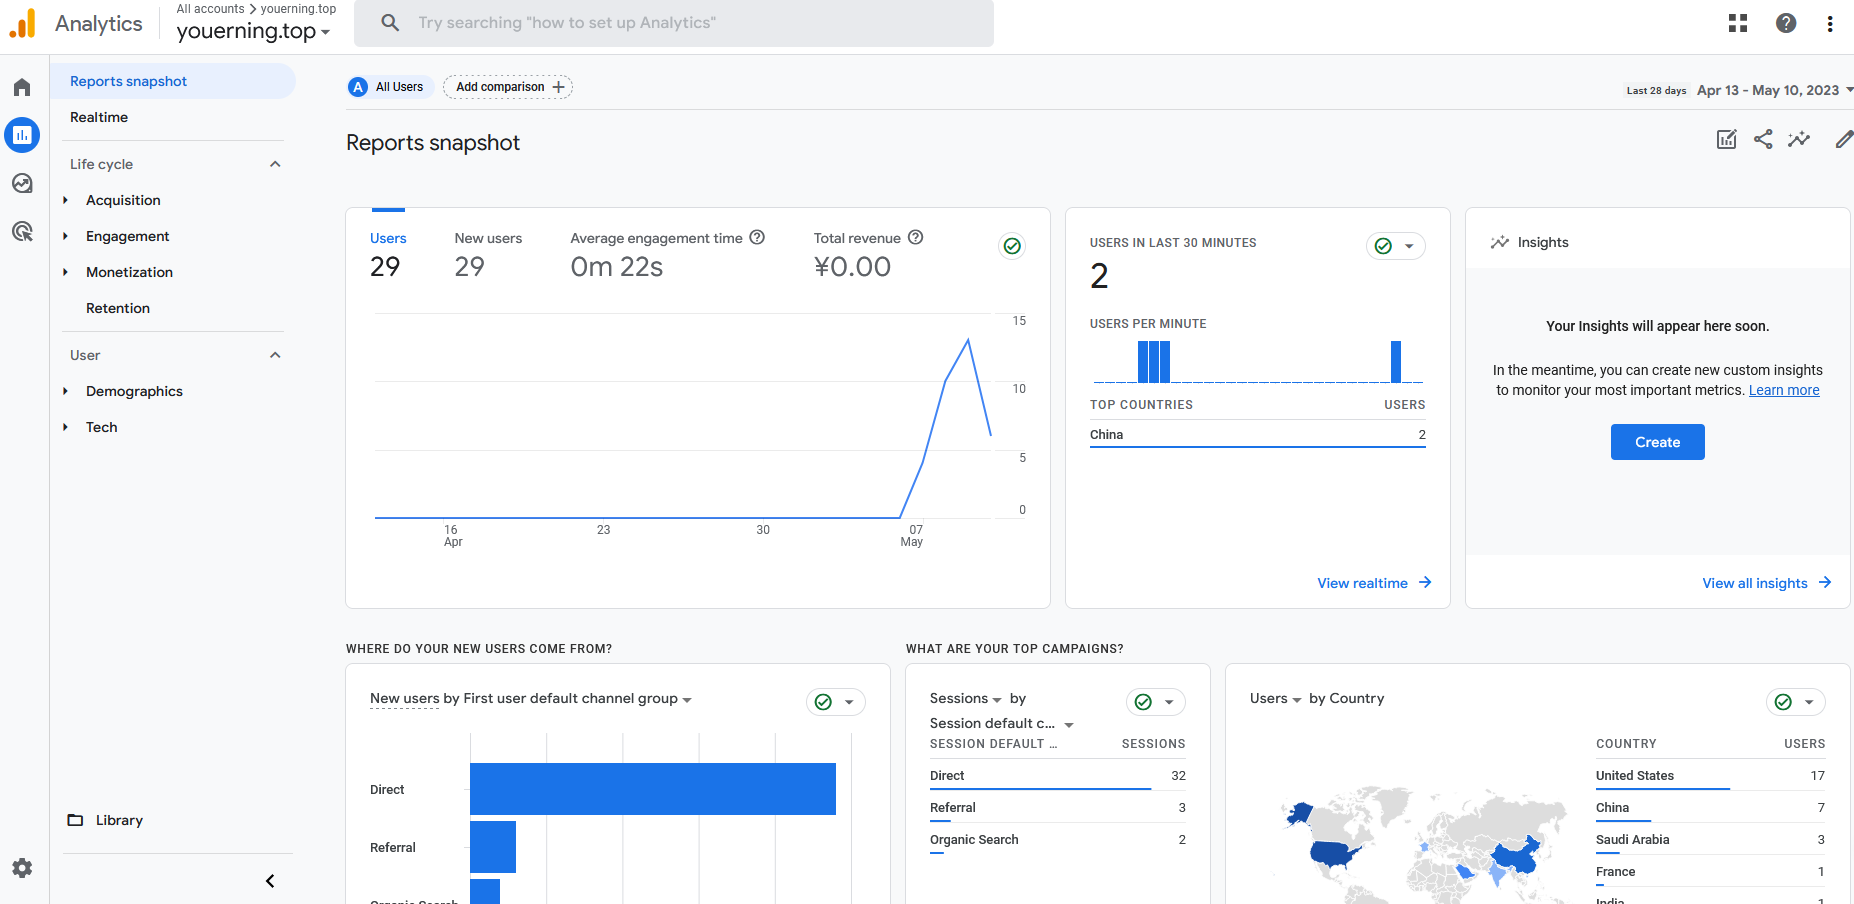 Analytics
All accounts > youerning.top
youerning.top
Try searching "how to set up Analytics"
Reports snapshot
Realtime
Life cycle
Acquisition
Engagement
Monetization
Retention
User
Demographics
Tech
Library
A All Users
Add comparison +
Last 28 days Apr 13 - May 10, 2023
Reports snapshot
Users
29
New users
29
Average engagement time
0m 22s
Total revenue
¥0.00
15
10
5
0
16
Apr
23
30
07
May
USERS IN LAST 30 MINUTES
2
USERS PER MINUTE
TOP COUNTRIES USERS
China 2
View realtime
Insights
Your Insights will appear here soon.
In the meantime, you can create new custom insights
to monitor your most important metrics. Learn more
Create
View all insights
WHERE DO YOUR NEW USERS COME FROM?
New users by First user default channel group
Direct
Referral
Organic Search
WHAT ARE YOUR TOP CAMPAIGNS?
Sessions by
Session default c...
SESSION DEFAULT ... SESSIONS
Direct 32
Referral 3
Organic Search 2
Users by Country
COUNTRY USERS
United States 17
China 7
Saudi Arabia 3
France 1
India 1